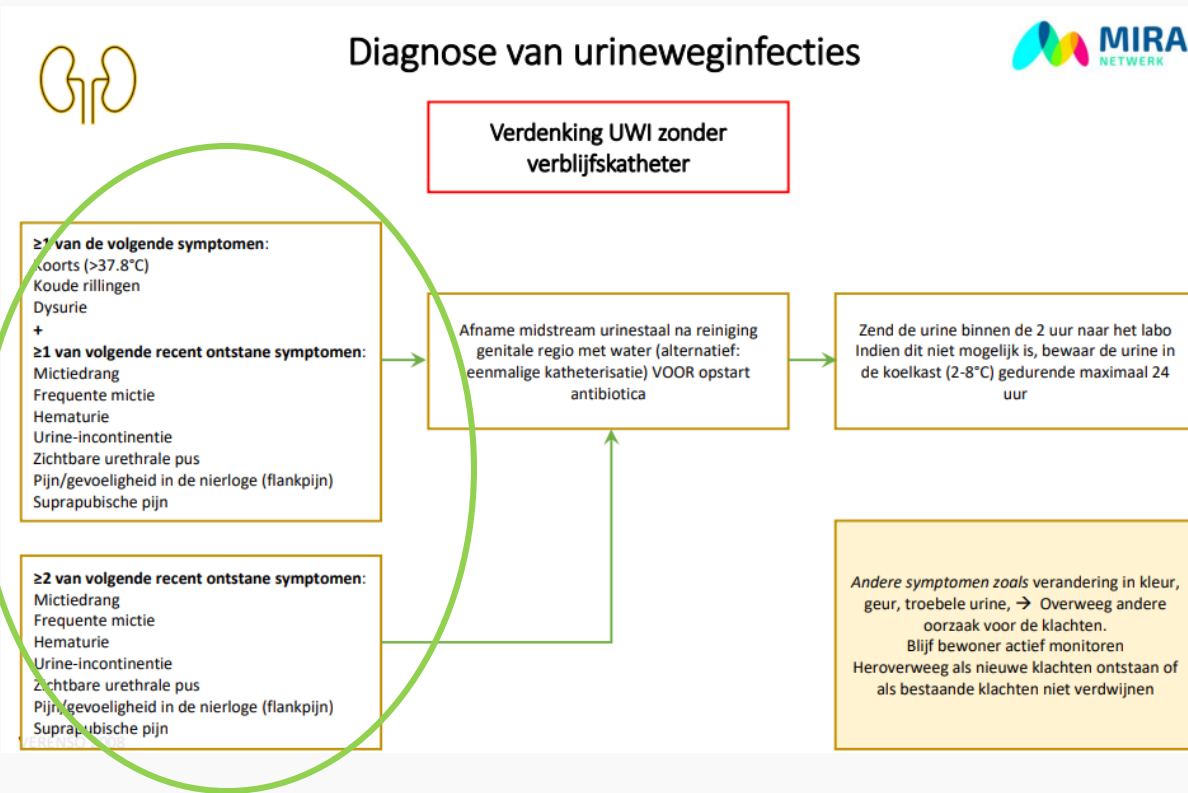 Diagnose van urineweginfecties
MIRA
NETWERK
Verdenking UWI zonder
verblijfskatheter
≥1 van de volgende symptomen:
Koorts (>37.8°C)
Koude rillingen
Dysurie
+
≥1 van volgende recent ontstane symptomen:
Mictiedrang
Frequente mictie
Hematurie
Urine-incontinentie
Zichtbare urethrale pus
Pijn/gevoeligheid in de nierloge (flankpijn)
Suprapubische pijn
≥2 van volgende recent ontstane symptomen:
Mictiedrang
Frequente mictie
Hematurie
Urine-incontinentie
Zichtbare urethrale pus
Pijn/gevoeligheid in de nierloge (flankpijn)
Suprapubische pijn
VERENSO 2008
Afname midstream urinestaal na reiniging
genitale regio met water (alternatief:
eenmalige katheterisatie) VOOR opstart
antibiotica
Zend de urine binnen de 2 uur naar het labo
Indien dit niet mogelijk is, bewaar de urine in
de koelkast (2-8°C) gedurende maximaal 24
uur
Andere symptomen zoals verandering in kleur,
geur, troebele urine, → Overweeg andere
oorzaak voor de klachten.
Blijf bewoner actief monitoren
Heroverweeg als nieuwe klachten ontstaan of
als bestaande klachten niet verdwijnen